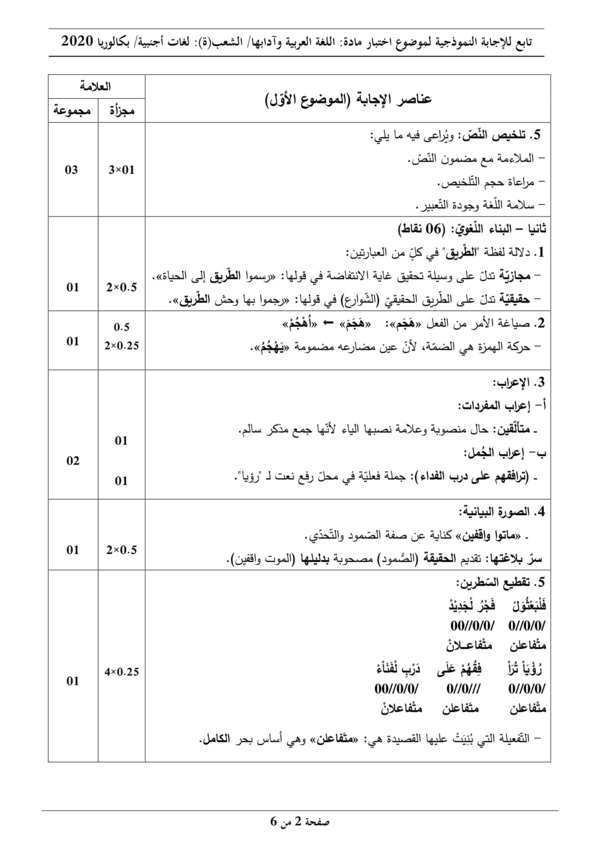 تابع للإجابة النموذجية لموضوع اختبار مادة: اللغة العربية وآدابها/ الشعب(ة): لغات أجنبية/ بكالوريا 2020
العلامة
عناصر الإجابة (الموضوع الأوّل)
مجزأة
مجموعة
5. تلخيص النّصّ: ويُراعى فيه ما يلي:
- الملاءمة مع مضمون النّصّ.
- مراعاة حجم التّلخيص.
- سلامة اللّغة وجودة التّعبير.
3×01
03
ثانيا – البناء اللّغويّ: (06 نقاط)
1. دلالة لفظة "الطّريق" في كلّ من العبارتين:
- مجازيّة تدلّ على وسيلة تحقيق غاية الانتفاضة في قولها: «رسموا الطّريق إلى الحياة».
- حقيقيّة تدلّ على الطّريق الحقيقيّ (الشّوارع) في قولها: «رجموا بها وحش الطّريق».
2×0.5
01
2. صياغة الأمر من الفعل «هَجَم»: «هَجَمَ» ← «اُهْجُمْ»
- حركة الهمزة هي الضمّة، لأنّ عين مضارعه مضمومة «يَهْجُمُ».
0.5
2×0.25
01
3. الإعراب:
أ- إعراب المفردات:
ـ متألّقين: حال منصوبة وعلامة نصبها الياء لأنّها جمع مذكر سالم.
ب- إعراب الجُمل:
ـ (ترافقهم على درب الفداء): جملة فعليّة في محلّ رفع نعت لـ "رؤيا".
01
01
02
4. الصورة البيانية:
ـ «ماتوا واقفين» كناية عن صفة الصّمود والتّحدّي.
سرّ بلاغتها: تقديم الحقيقة (الصُّمود) مصحوبة بدليلها (الموت واقفين).
2×0.5
01
5. تقطيع السّطرين:
فَلْيَعْثُوَلْ فَجْرُ لْجَدِيْدْ
0//0/0/ 00//0/0/
متْفاعلن متْفاعـلانْ
رُؤْيَاْ تُرَاْ فِقُهُمْ عَلَى دَرْبِ لْفَدَاْءْ
0//0/0/ 0//0/// 00//0/0/
متْفاعلن متفاعلن متْفاعلانْ
- التّفعيلة التي بُنِيَتْ عليها القصيدة هي: «متفاعلن» وهي أساس بحر الكامل.
4×0.25
01
صفحة 2 من 6